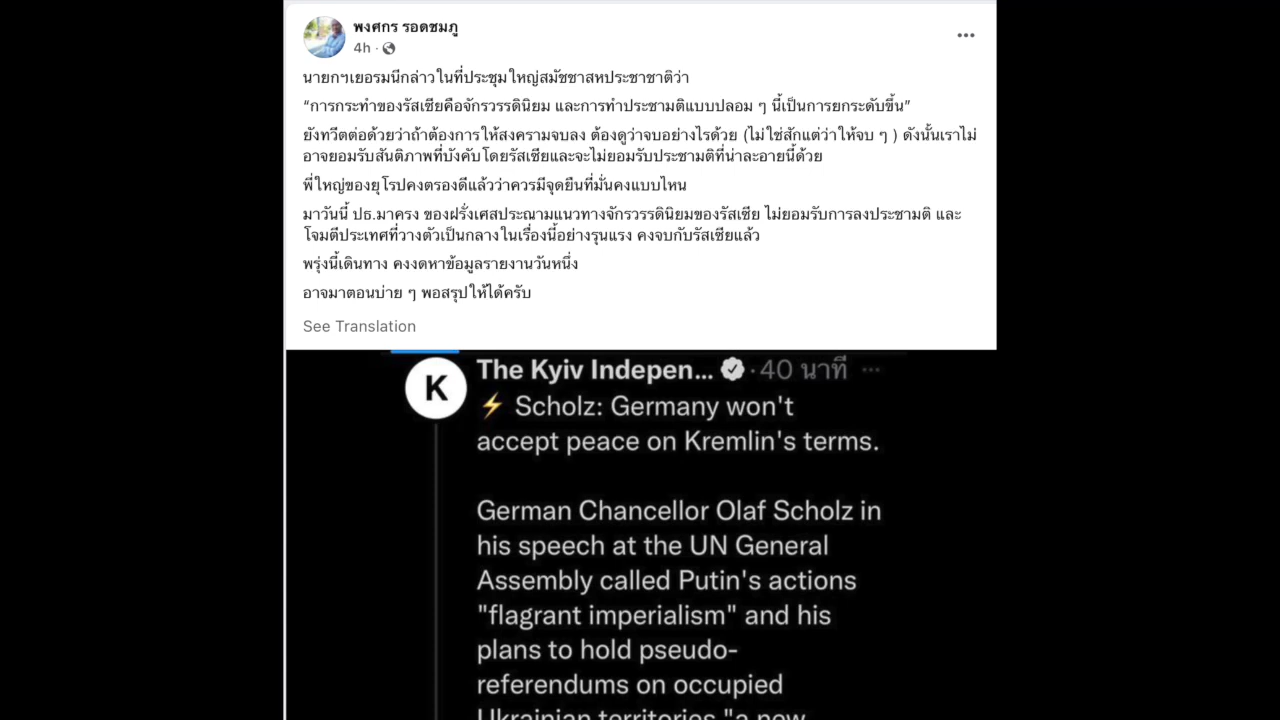 พงศกร รอดชมภู
4h ·
นายกฯเยอรมนีกล่าวในที่ประชุมใหญ่สมัชชาสหประชาชาติว่า
“การกระทำของรัสเซียคือจักรวรรดินิยม และการทำประชามติแบบปลอม ๆ นี้เป็นการยกระดับขึ้น”
ยังทวีตต่อด้วยว่าถ้าต้องการให้สงครามจบลง ต้องดูว่าจบอย่างไรด้วย (ไม่ใช่สักแต่ว่าให้จบ ๆ ) ดังนั้นเราไม่
อาจยอมรับสันติภาพที่บังคับโดยรัสเซียและจะไม่ยอมรับประชามติที่น่าละอายนี้ด้วย
พี่ใหญ่ของยุโรปคงตรองดีแล้วว่าควรมีจุดยืนที่มั่นคงแบบไหน
มาวันนี้ ปธ.มาครง ของฝรั่งเศสประณามแนวทางจักรวรรดินิยมของรัสเซีย ไม่ยอมรับการลงประชามติ และ
โจมตีประเทศที่วางตัวเป็นกลางในเรื่องนี้อย่างรุนแรง คงจบกับรัสเซียแล้ว
พรุ่งนี้เดินทาง คงงดหาข้อมูลรายงานวันหนึ่ง
อาจมาตอนบ่าย ๆ พอสรุปให้ได้ครับ
See Translation
K
The Kyiv Indepen... · 40 นาที ...
⚡ Scholz: Germany won't
accept peace on Kremlin's terms.
German Chancellor Olaf Scholz in
his speech at the UN General
Assembly called Putin's actions
"flagrant imperialism" and his
plans to hold pseudo-
referendums on occupied
Ukrainian territories "a new